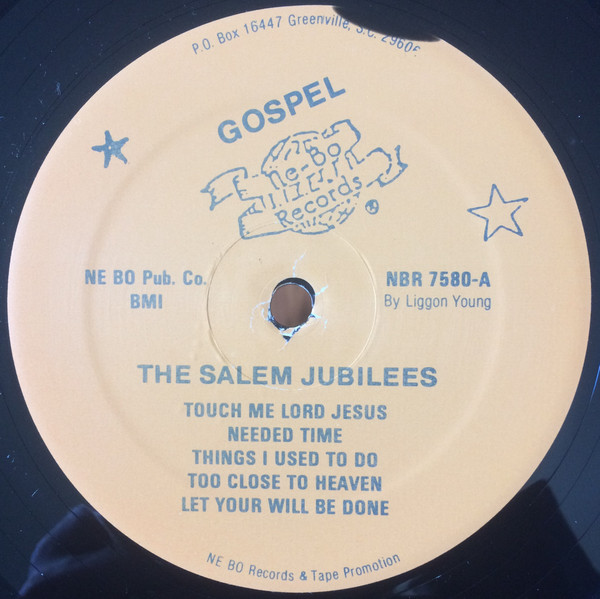 P.O. Box 16447 Greenville, S.C. 29606
GOSPEL
Ne-Bo
Records
NE BO Pub. Co.
BMI
NBR 7580-A
By Liggon Young
THE SALEM JUBILEES
TOUCH ME LORD JESUS
NEEDED TIME
THINGS I USED TO DO
TOO CLOSE TO HEAVEN
LET YOUR WILL BE DONE
NE BO Records & Tape Promotion